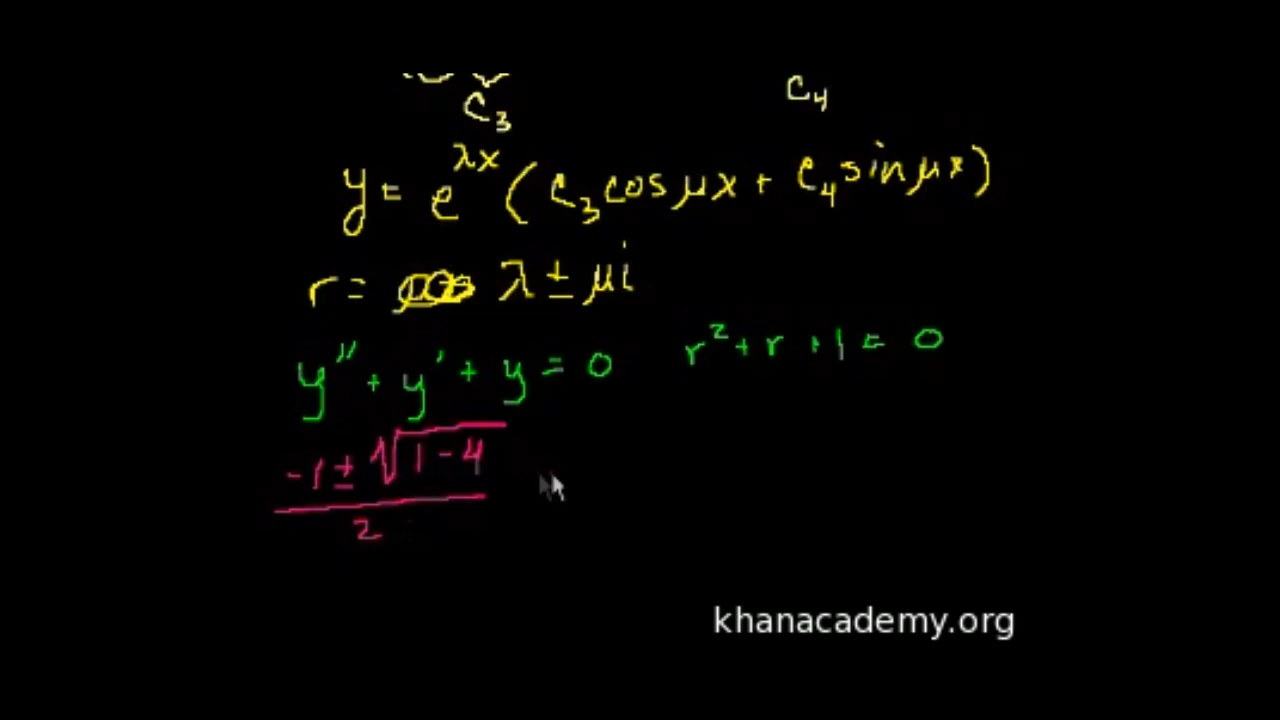 C₃ C₄
y = e^λx ( C₃ cos μx + C₄ sin μx )
r = λ ± μi
y'' + y' + y = 0 r² + r + 1 = 0
-1 ± √1 - 4
2
khanacademy.org